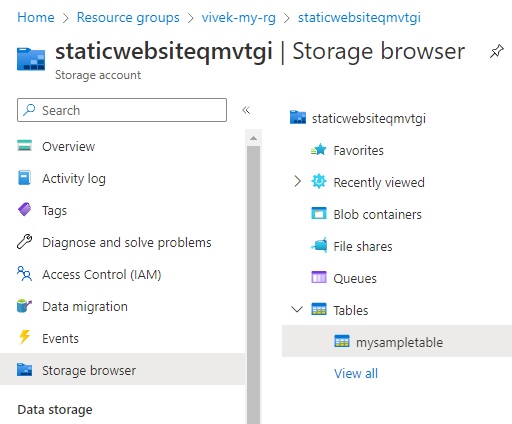 Home > Resource groups > vivek-my-rg > staticwebsiteqmvtgi
staticwebsiteqmvtgi | Storage browser
Storage account
Search
Overview
Activity log
Tags
Diagnose and solve problems
Access Control (IAM)
Data migration
Events
Storage browser
Data storage
staticwebsiteqmvtgi
Favorites
Recently viewed
Blob containers
File shares
Queues
Tables
mysampletable
View all